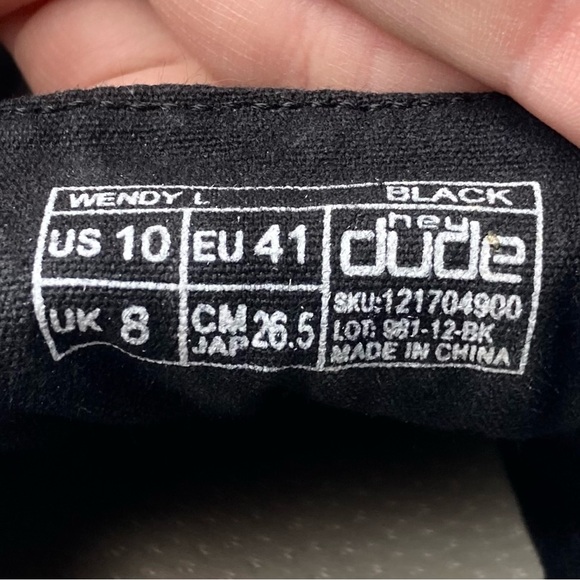 WENDY L BLACK
US 10 EU 41
hey
dude
UK 8 CM JAP 26.5
SKU:121704900
LOT: 981-12-BK
MADE IN CHINA